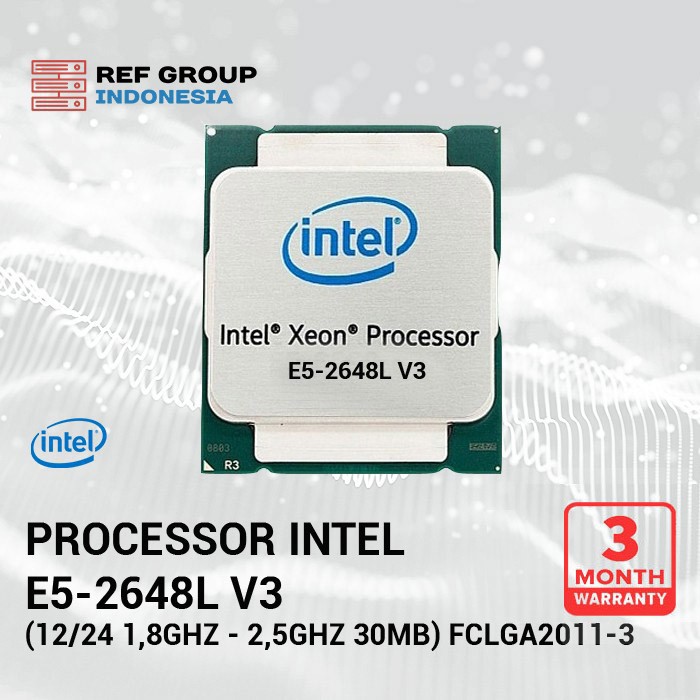 REF GROUP
INDONESIA
intel®
Intel® Xeon® Processor
E5-2648L V3
0803
R3
intel
PROCESSOR INTEL
E5-2648L V3
(12/24 1,8GHZ - 2,5GHZ 30MB) FCLGA2011-3
3
MONTH
WARRANTY